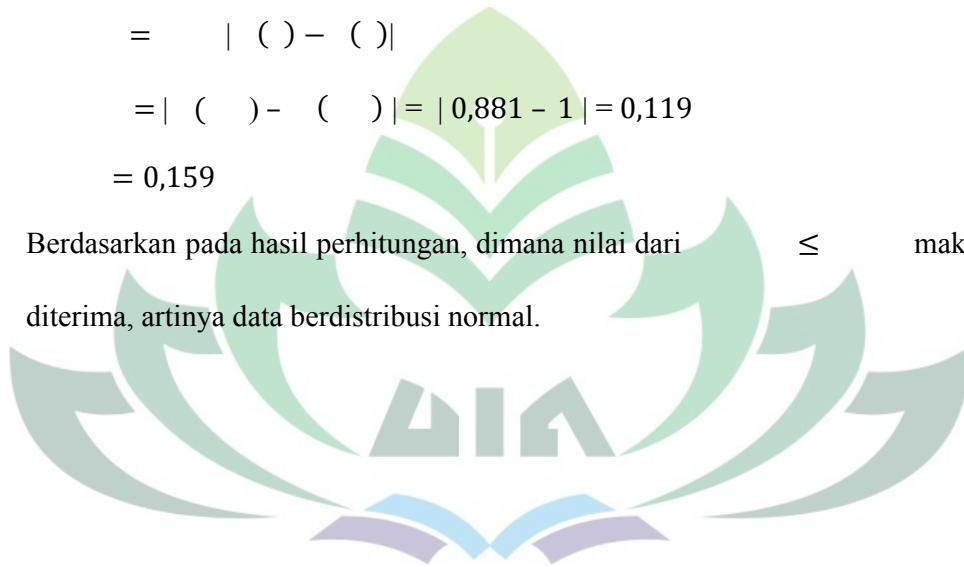 = | ( ) – ( )|
= | ( ) – ( ) | = | 0,881 – 1 | = 0,119
= 0,159
Berdasarkan pada hasil perhitungan, dimana nilai dari ≤ mak
diterima, artinya data berdistribusi normal.
UIN